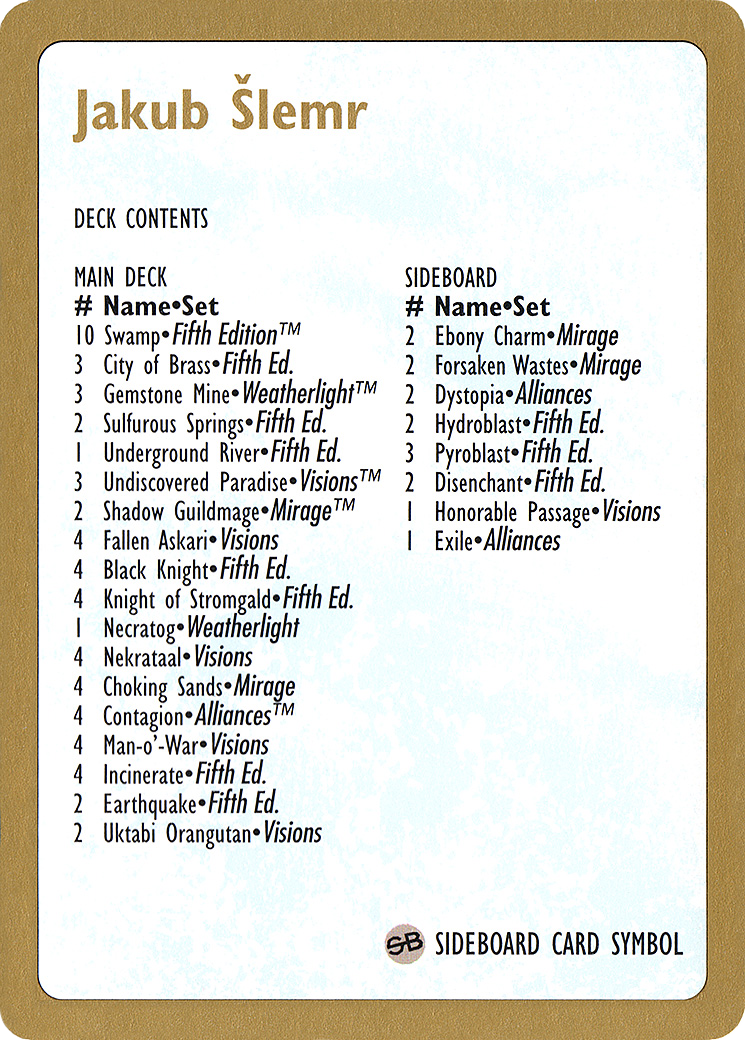 Jakub Šlemr
DECK CONTENTS
MAIN DECK
# Name•Set
10 Swamp•Fifth Edition™
3 City of Brass•Fifth Ed.
3 Gemstone Mine•Weatherlight™
2 Sulfurous Springs•Fifth Ed.
1 Underground River•Fifth Ed.
3 Undiscovered Paradise•Visions™
2 Shadow Guildmage•Mirage™
4 Fallen Askari•Visions
4 Black Knight•Fifth Ed.
4 Knight of Stromgald•Fifth Ed.
1 Necratog•Weatherlight
4 Nekrataal•Visions
4 Choking Sands•Mirage
4 Contagion•Alliances™
4 Man-o'-War•Visions
4 Incinerate•Fifth Ed.
2 Earthquake•Fifth Ed.
2 Uktabi Orangutan•Visions
SIDEBOARD
# Name•Set
2 Ebony Charm•Mirage
2 Forsaken Wastes•Mirage
2 Dystopia•Alliances
2 Hydroblast•Fifth Ed.
3 Pyroblast•Fifth Ed.
2 Disenchant•Fifth Ed.
1 Honorable Passage•Visions
1 Exile•Alliances
SB SIDEBOARD CARD SYMBOL